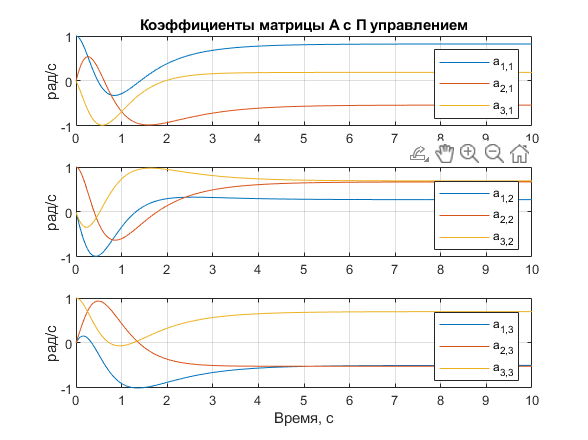 Коэффициенты матрицы А с П управлением
1
0
-1
рад/с
a1,1
a2,1
a3,1
0 1 2 3 4 5 6 7 8 9 10
1
0
-1
рад/с
a1,2
a2,2
a3,2
0 1 2 3 4 5 6 7 8 9 10
1
0
-1
рад/с
a1,3
a2,3
a3,3
0 1 2 3 4 5 6 7 8 9 10
Время, с